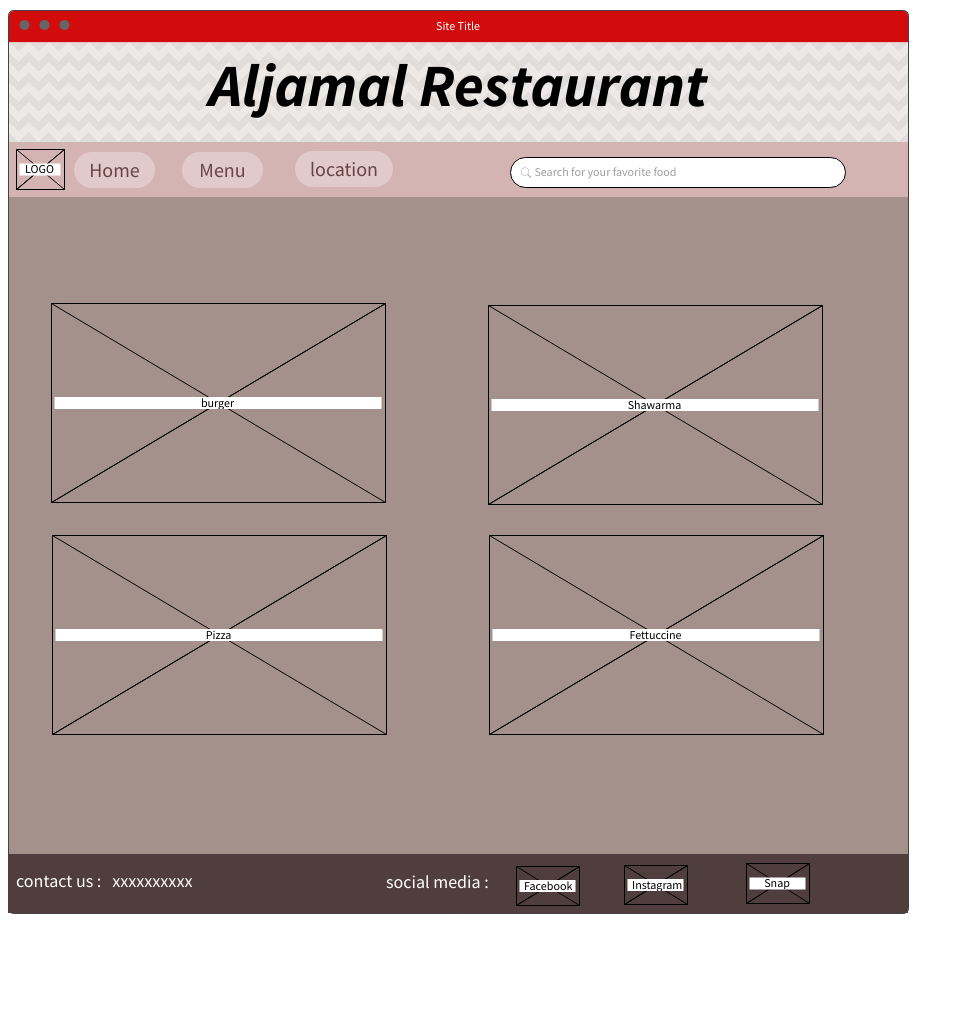 Site Title
Aljamal Restaurant
LOGO
Home
Menu
location
Search for your favorite food
burger
Shawarma
Pizza
Fettuccine
contact us : xxxxxxxxxx
social media :
Facebook
Instagram
Snap